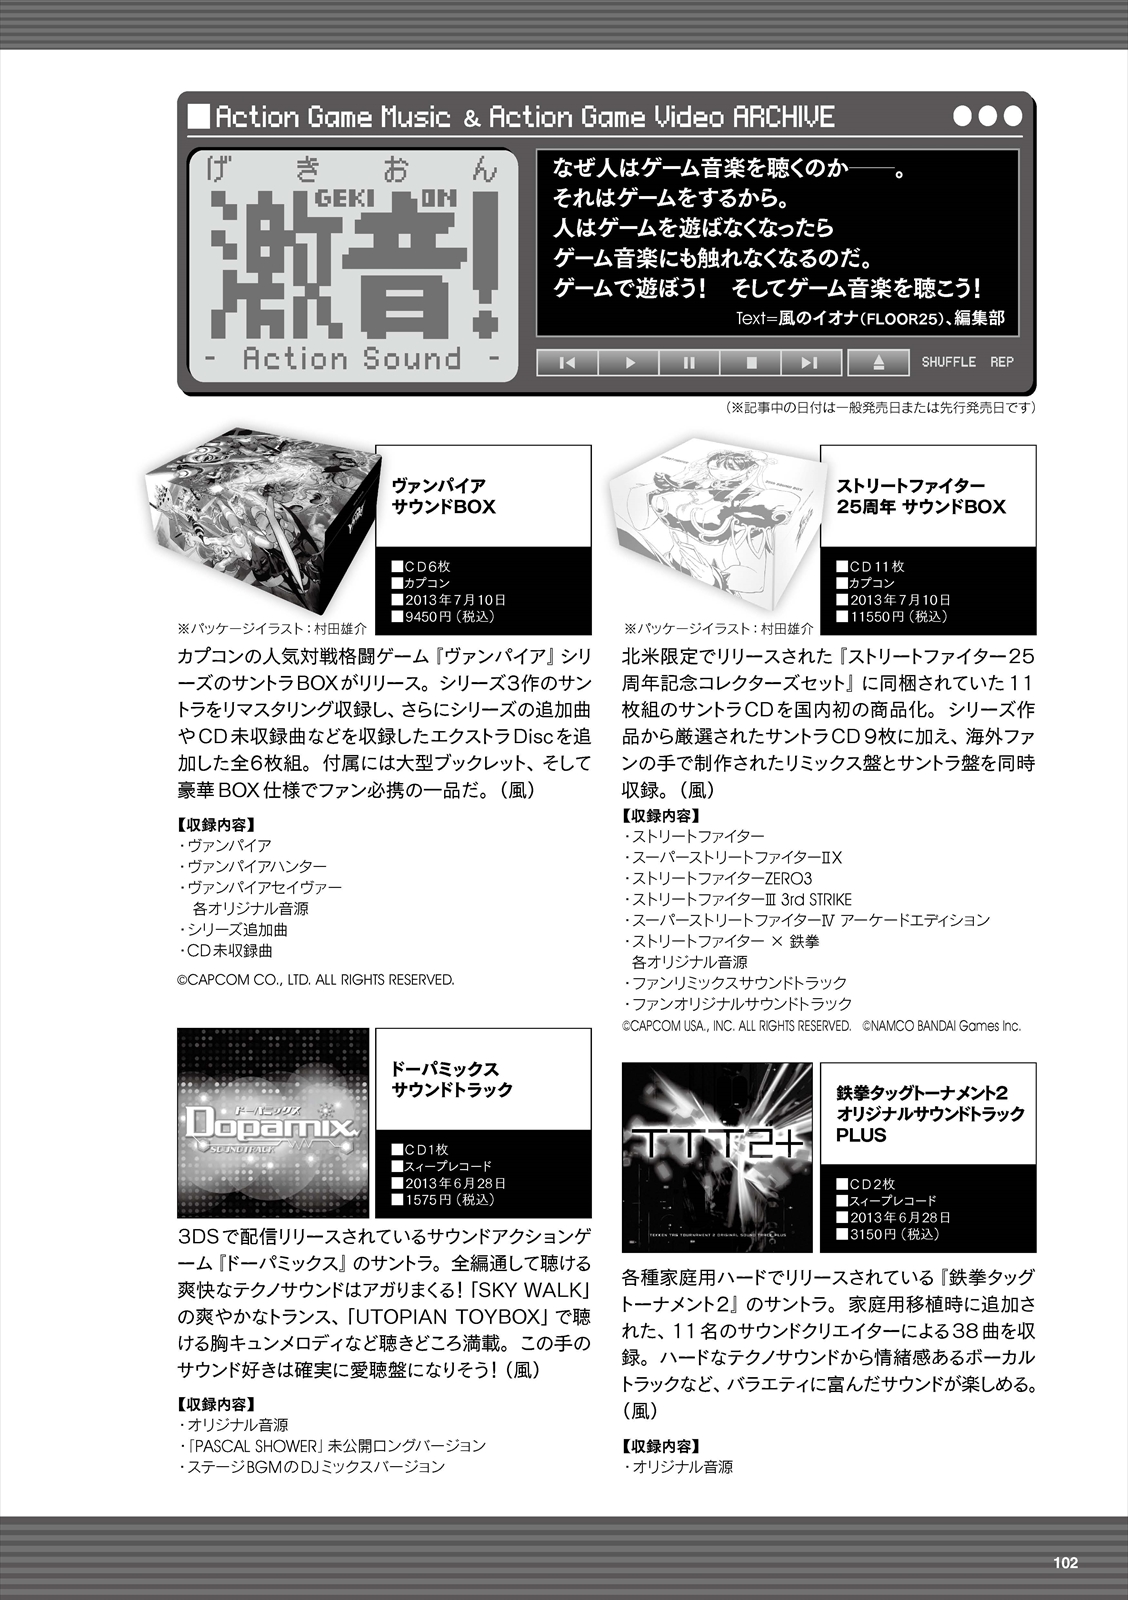 ■Action Game Music & Action Game Video ARCHIVE
げきおん
GEKI ON
激音!
- Action Sound -
なぜ人はゲーム音楽を聴くのか――。
それはゲームをするから。
人はゲームを遊ばなくなったら
ゲーム音楽にも触れなくなるのだ。
ゲームで遊ぼう！　そしてゲーム音楽を聴こう！
Text=風のイオナ（FLOOR25）、編集部
SHUFFLE REP
（※記事中の日付は一般発売日または先行発売日です）
ヴァンパイア
サウンドBOX
■CD6枚
■カプコン
■2013年7月10日
■9450円（税込）
※パッケージイラスト：村田雄介
カプコンの人気対戦格闘ゲーム『ヴァンパイア』シリ
ーズのサントラBOXがリリース。シリーズ3作のサン
トラをリマスタリング収録し、さらにシリーズの追加曲
やCD未収録曲などを収録したエクストラDiscを追
加した全6枚組。付属には大型ブックレット、そして
豪華BOX仕様でファン必携の一品だ。（風）
【収録内容】
・ヴァンパイア
・ヴァンパイアハンター
・ヴァンパイアセイヴァー
各オリジナル音源
・シリーズ追加曲
・CD未収録曲
©CAPCOM CO., LTD. ALL RIGHTS RESERVED.
ストリートファイター
25周年 サウンドBOX
■CD11枚
■カプコン
■2013年7月10日
■11550円（税込）
※パッケージイラスト：村田雄介
北米限定でリリースされた『ストリートファイター25
周年記念コレクターズセット』に同梱されていた11
枚組のサントラCDを国内初の商品化。シリーズ作
品から厳選されたサントラCD9枚に加え、海外ファ
ンの手で制作されたリミックス盤とサントラ盤を同時
収録。（風）
【収録内容】
・ストリートファイター
・スーパーストリートファイターⅡX
・ストリートファイターZERO3
・ストリートファイターⅢ 3rd STRIKE
・スーパーストリートファイターⅣ アーケードエディション
・ストリートファイター × 鉄拳
各オリジナル音源
・ファンリミックスサウンドトラック
・ファンオリジナルサウンドトラック
©CAPCOM USA., INC. ALL RIGHTS RESERVED. ©NAMCO BANDAI Games Inc.
ドーパミックス
Dopamix
SOUNDTRACK
ドーパミックス
サウンドトラック
■CD1枚
■スィープレコード
■2013年6月28日
■1575円（税込）
3DSで配信リリースされているサウンドアクションゲ
ーム『ドーパミックス』のサントラ。全編通して聴ける
爽快なテクノサウンドはアガりまくる！「SKY WALK」
の爽やかなトランス、「UTOPIAN TOYBOX」で聴
ける胸キュンメロディなど聴きどころ満載。この手の
サウンド好きは確実に愛聴盤になりそう！（風）
【収録内容】
・オリジナル音源
・「PASCAL SHOWER」未公開ロングバージョン
・ステージBGMのDJミックスバージョン
TTT2+
TEKKEN TAG TOURNAMENT 2 ORIGINAL SOUND TRACK PLUS
鉄拳タッグトーナメント2
オリジナルサウンドトラック
PLUS
■CD2枚
■スィープレコード
■2013年6月28日
■3150円（税込）
各種家庭用ハードでリリースされている『鉄拳タッグ
トーナメント2』のサントラ。家庭用移植時に追加さ
れた、11名のサウンドクリエイターによる38曲を収
録。ハードなテクノサウンドから情緒感あるボーカル
トラックなど、バラエティに富んだサウンドが楽しめる。
（風）
【収録内容】
・オリジナル音源
102